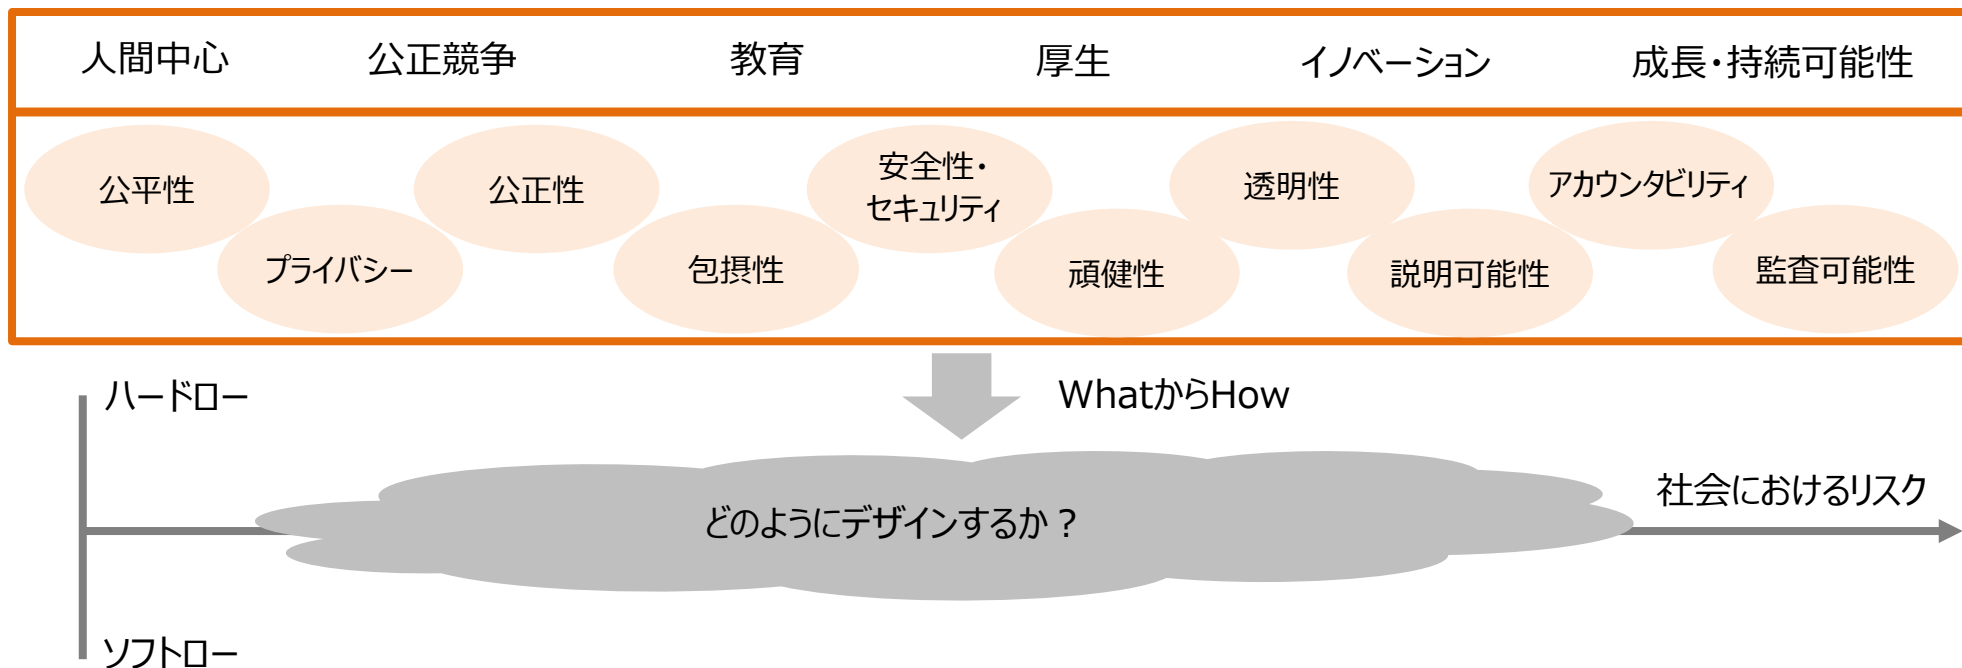 人間中心 公正競争 教育 厚生 イノベーション 成長・持続可能性
公平性 公正性 安全性・
セキュリティ 透明性 アカウンタビリティ
プライバシー 包摂性 頑健性 説明可能性 監査可能性
ハードロー
WhatからHow
社会におけるリスク
どのようにデザインするか？
ソフトロー